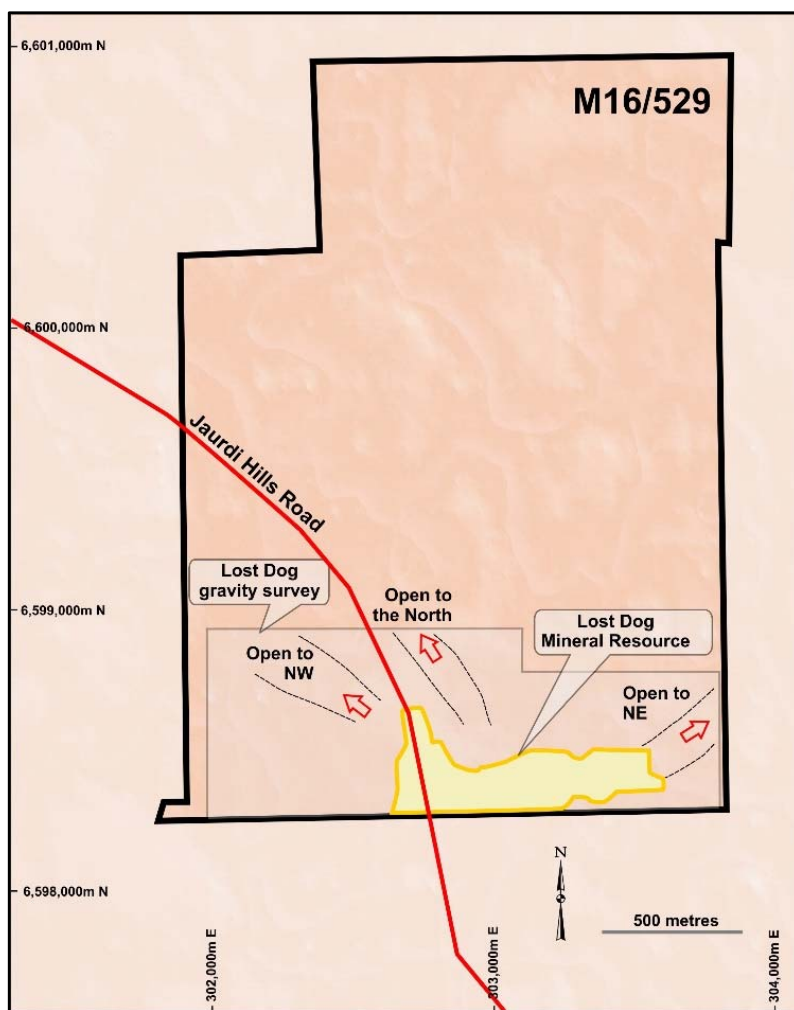 6,601,000m N
M16/529
6,600,000m N
Jaurdi Hills Road
Lost Dog
gravity survey
6,599,000m N
Open to
the North
Lost Dog
Mineral Resource
Open to
NW
Open to
NE
6,598,000m N
N
500 metres
302,000m E
303,000m E
304,000m E